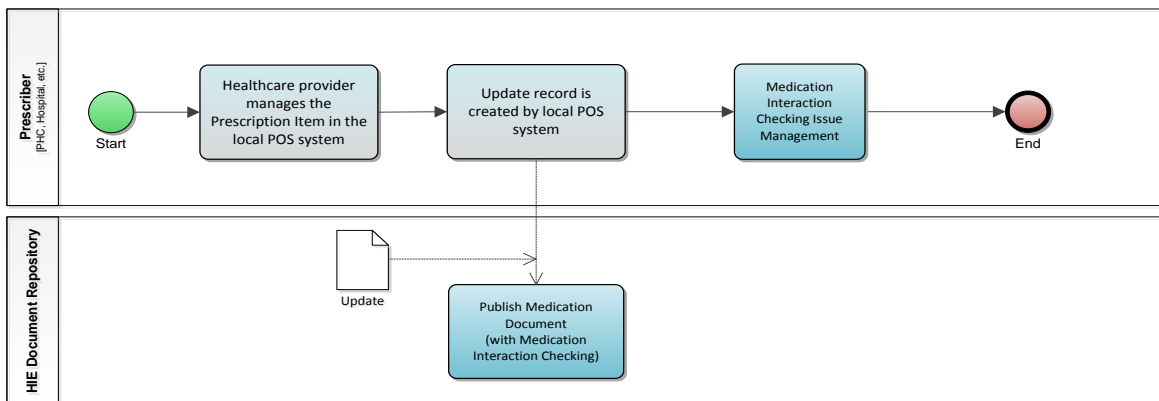 Prescriber
[PHC, Hospital, etc.]
Start
Healthcare provider
manages the
Prescription Item in the
local POS system
Update record is
created by local POS
system
Medication
Interaction
Checking Issue
Management
End
HIE Document Repository
Update
Publish Medication
Document
(with Medication
Interaction Checking)